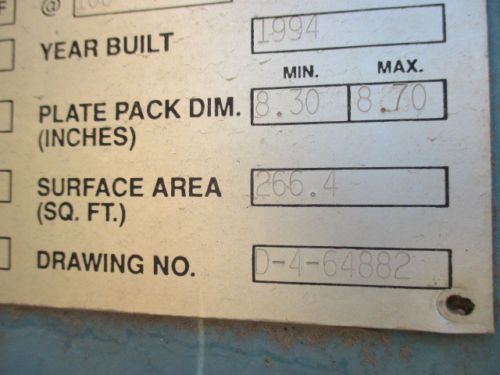 F @
YEAR BUILT 1994
MIN. MAX.
PLATE PACK DIM. 8.30 8.70
(INCHES)
SURFACE AREA 266.4
(SQ. FT.)
DRAWING NO. D-4-64882